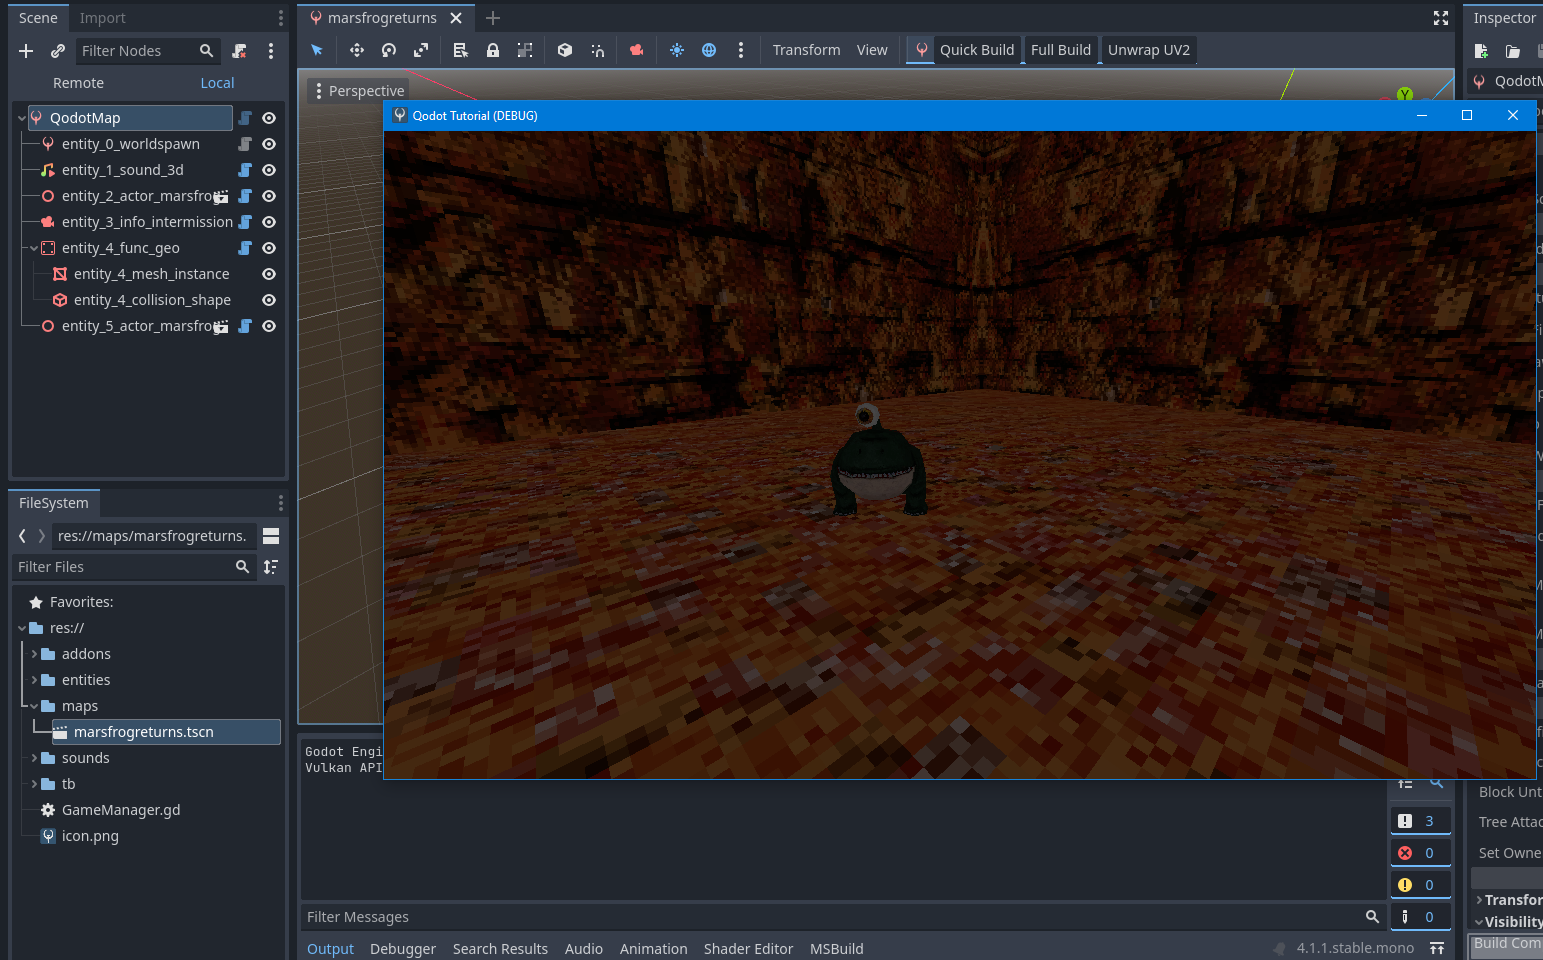 Scene
Import
Filter Nodes
Remote
Local
QodotMap
entity_0_worldspawn
entity_1_sound_3d
entity_2_actor_marsfrog
entity_3_info_intermission
entity_4_func_geo
entity_4_mesh_instance
entity_4_collision_shape
entity_5_actor_marsfrog
FileSystem
res://maps/marsfrogreturns.
Filter Files
Favorites:
res://
addons
entities
maps
marsfrogreturns.tscn
sounds
tb
GameManager.gd
icon.png
marsfrogreturns
Transform
View
Quick Build
Full Build
Unwrap UV2
Perspective
Y
Qodot Tutorial (DEBUG)
Godot Engi
Vulkan API
3
0
0
0
Filter Messages
Output
Debugger
Search Results
Audio
Animation
Shader Editor
MSBuild
4.1.1.stable.mono
Inspector
QodotM
Block Unt
Tree Attac
Set Owne
Transfor
Visibility
Build Com